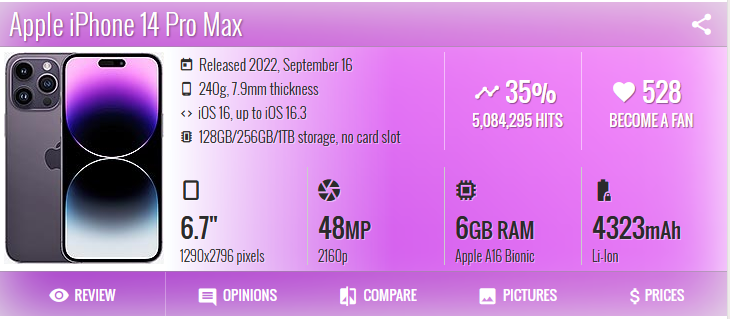 Apple iPhone 14 Pro Max
Released 2022, September 16
240g, 7.9mm thickness
iOS 16, up to iOS 16.3
128GB/256GB/1TB storage, no card slot
35%
5,084,295 HITS
528
BECOME A FAN
6.7"
1290x2796 pixels
48MP
2160p
6GB RAM
Apple A16 Bionic
4323mAh
Li-Ion
REVIEW
OPINIONS
COMPARE
PICTURES
PRICES